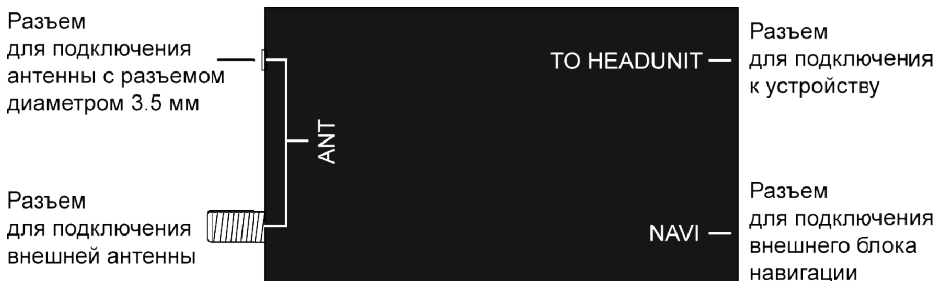 Разъем
для подключения
антенны с разъемом
диаметром 3.5 мм
Разъем
для подключения
внешней антенны
ANT
TO HEADUNIT
NAVI
Разъем
для подключения
к устройству
Разъем
для подключения
внешнего блока
навигации